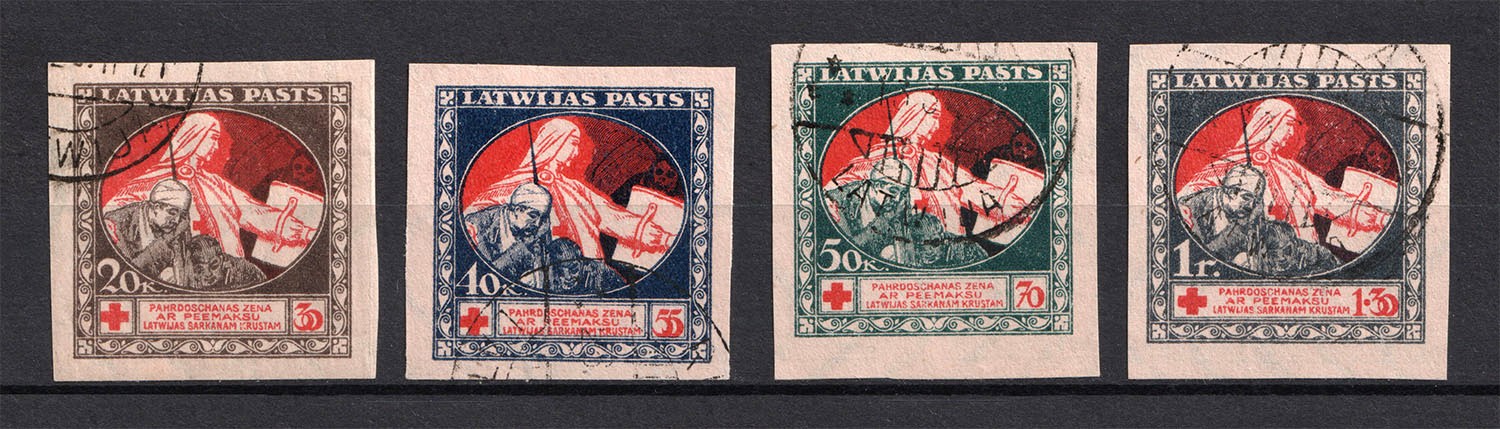 LATWIJAS PASTS
20K.
PAHRDOSCHANAS ZENA
AR PEEMAKSU
LATWIJAS SARKANAM KRUSTAM
30
LATWIJAS PASTS
40K.
PAHRDOSCHANAS ZENA
AR PEEMAKSU
LATWIJAS SARKANAM KRUSTAM
55
LATWIJAS PASTS
50K.
PAHRDOSCHANAS ZENA
AR PEEMAKSU
LATWIJAS SARKANAM KRUSTAM
70
LATWIJA
LATWIJAS PASTS
1r.
PAHRDOSCHANAS ZENA
AR PEEMAKSU
LATWIJAS SARKANAM KRUSTAM
1·30